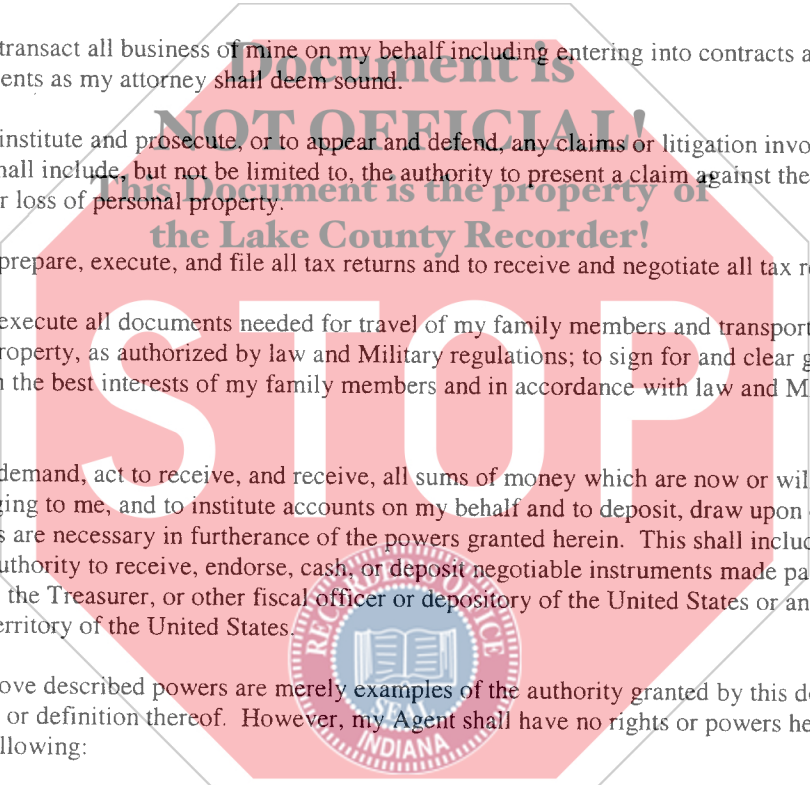 transact all business of mine on my behalf including entering into contracts a
ents as my attorney shall deem sound.
Document is
NOT OFFICIAL!
institute and prosecute, or to appear and defend, any claims or litigation invo
hall include, but not be limited to, the authority to present a claim against the
This Document is the property of
r loss of personal property.
the Lake County Recorder!
prepare, execute, and file all tax returns and to receive and negotiate all tax r
execute all documents needed for travel of my family members and transport
roperty, as authorized by law and Military regulations; to sign for and clear g
n the best interests of my family members and in accordance with law and M
STOP
demand, act to receive, and receive, all sums of money which are now or wil
ging to me, and to institute accounts on my behalf and to deposit, draw upon
s are necessary in furtherance of the powers granted herein. This shall includ
uthority to receive, endorse, cash, or deposit negotiable instruments made pa
the Treasurer, or other fiscal officer or depository of the United States or an
erritory of the United States.
RECORDER'S OFFICE
SEAL
INDIANA
ove described powers are merely examples of the authority granted by this d
or definition thereof. However, my Agent shall have no rights or powers he
llowing: